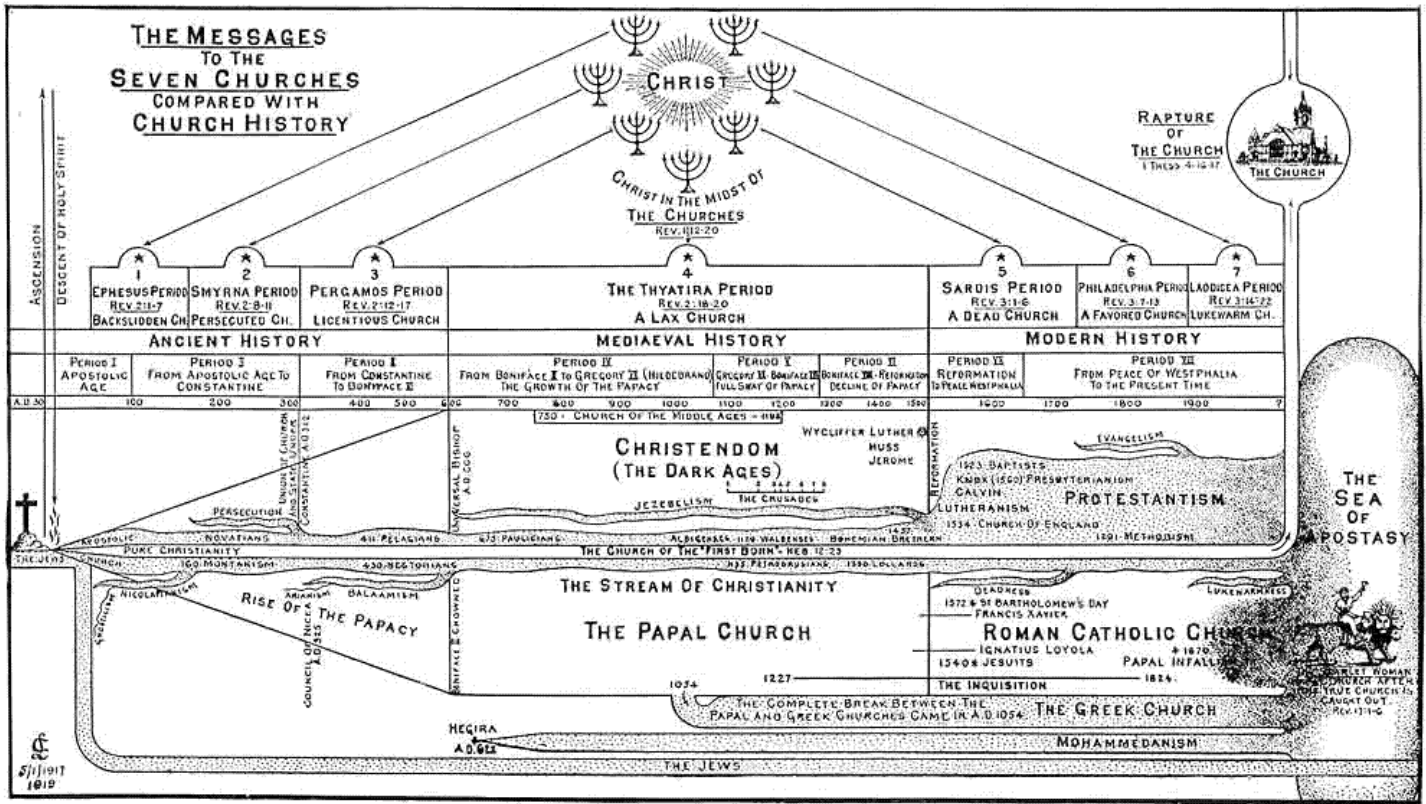 THE MESSAGES
TO THE
SEVEN CHURCHES
COMPARED WITH
CHURCH HISTORY
CHRIST
CHRIST IN THE MIDST OF
THE CHURCHES
REV. 1:12-20
RAPTURE
OF
THE CHURCH
1 THESS. 4:16-17
THE CHURCH
ASCENSION
DESCENT OF HOLY SPIRIT
1
EPHESUS PERIOD
REV. 2:1-7
BACKSLIDDEN CH.
2
SMYRNA PERIOD
REV. 2:8-11
PERSECUTED CH.
3
PERGAMOS PERIOD
REV. 2:12-17
LICENTIOUS CHURCH
4
THE THYATIRA PERIOD
REV. 2:18-20
A LAX CHURCH
5
SARDIS PERIOD
REV. 3:1-6
A DEAD CHURCH
6
PHILADELPHIA PERIOD
REV. 3:7-13
A FAVORED CHURCH
7
LAODICEA PERIOD
REV. 3:14-22
LUKEWARM CH.
ANCIENT HISTORY
MEDIAEVAL HISTORY
MODERN HISTORY
PERIOD I
APOSTOLIC
AGE
PERIOD
FROM APOSTOLIC AGE TO
CONSTANTINE
PERIOD
FROM CONSTANTINE
TO BONIFACE
PERIOD IV
FROM BONIFACE TO GREGORY VII (HILDEBRAND)
THE GROWTH OF THE PAPACY
PERIOD V
GREGORY VII - BONIFACE VIII
FULL SWAY OF PAPACY
PERIOD VI
BONIFACE VIII - REFORMATION
DECLINE OF PAPACY
PERIOD
REFORMATION
TO PEACE WESTPHALIA
PERIOD VIII
FROM PEACE OF WESTPHALIA
TO THE PRESENT TIME
A.D. 30 100 200 300 400 500 600 700 800 900 1000 1100 1200 1300 1400 1500 1600 1700 1800 1900 ?
CHURCH OF THE MIDDLE AGES
UNION OF CHURCH
AND STATE UNDER
CONSTANTINE A.D. 312
UNIVERSAL BISHOP
A.D. 606
CHRISTENDOM
(THE DARK AGES)
THE CRUSADES
WYCLIFFE LUTHER
HUSS
JEROME
REFORMATION
EVANGELISM
1523-BAPTISTS
KNOX (1560) PRESBYTERIANISM
CALVIN
LUTHERANISM
PROTESTANTISM
1534-CHURCH OF ENGLAND
1791-METHODISM
PERSECUTION
JEZEBELISM
APOSTOLIC
NOVATIANS
411-PELAGIANS
PAULICIANS
ALBIGENSES-1170 WALDENSES
1457
BOHEMIAN BRETHREN
THE JEWS
PURE CHRISTIANITY
THE CHURCH OF THE "FIRST BORN"-HEB. 12:23
CHURCH
160-MONTANISM
430-NESTORIANS
PETROBRUSIANS
LOLLARDS
GNOSTICISM
NICOLAITANISM
ARIANISM
BALAAMISM
THE STREAM OF CHRISTIANITY
DEADNESS
LUKEWARMNESS
RISE OF THE PAPACY
COUNCIL OF NICEA
A.D. 325
BONIFACE CROWNED
THE PAPAL CHURCH
1572 ST BARTHOLOMEW'S DAY
FRANCIS XAVIER
ROMAN CATHOLIC CHURCH
IGNATIUS LOYOLA
1540 JESUITS
1870
PAPAL INFALLI
1227
1824
THE INQUISITION
1054
THE COMPLETE BREAK BETWEEN THE
PAPAL AND GREEK CHURCHES CAME IN A.D. 1054.
THE GREEK CHURCH
HEGIRA
A.D. 622
MOHAMMEDANISM
THE JEWS
THE
SEA
OF
APOSTASY
SCARLET WOMAN
CHURCH AFTER
TRUE CHURCH IS
CAUGHT OUT.
REV. 17:1-6
5/1/1917
1919